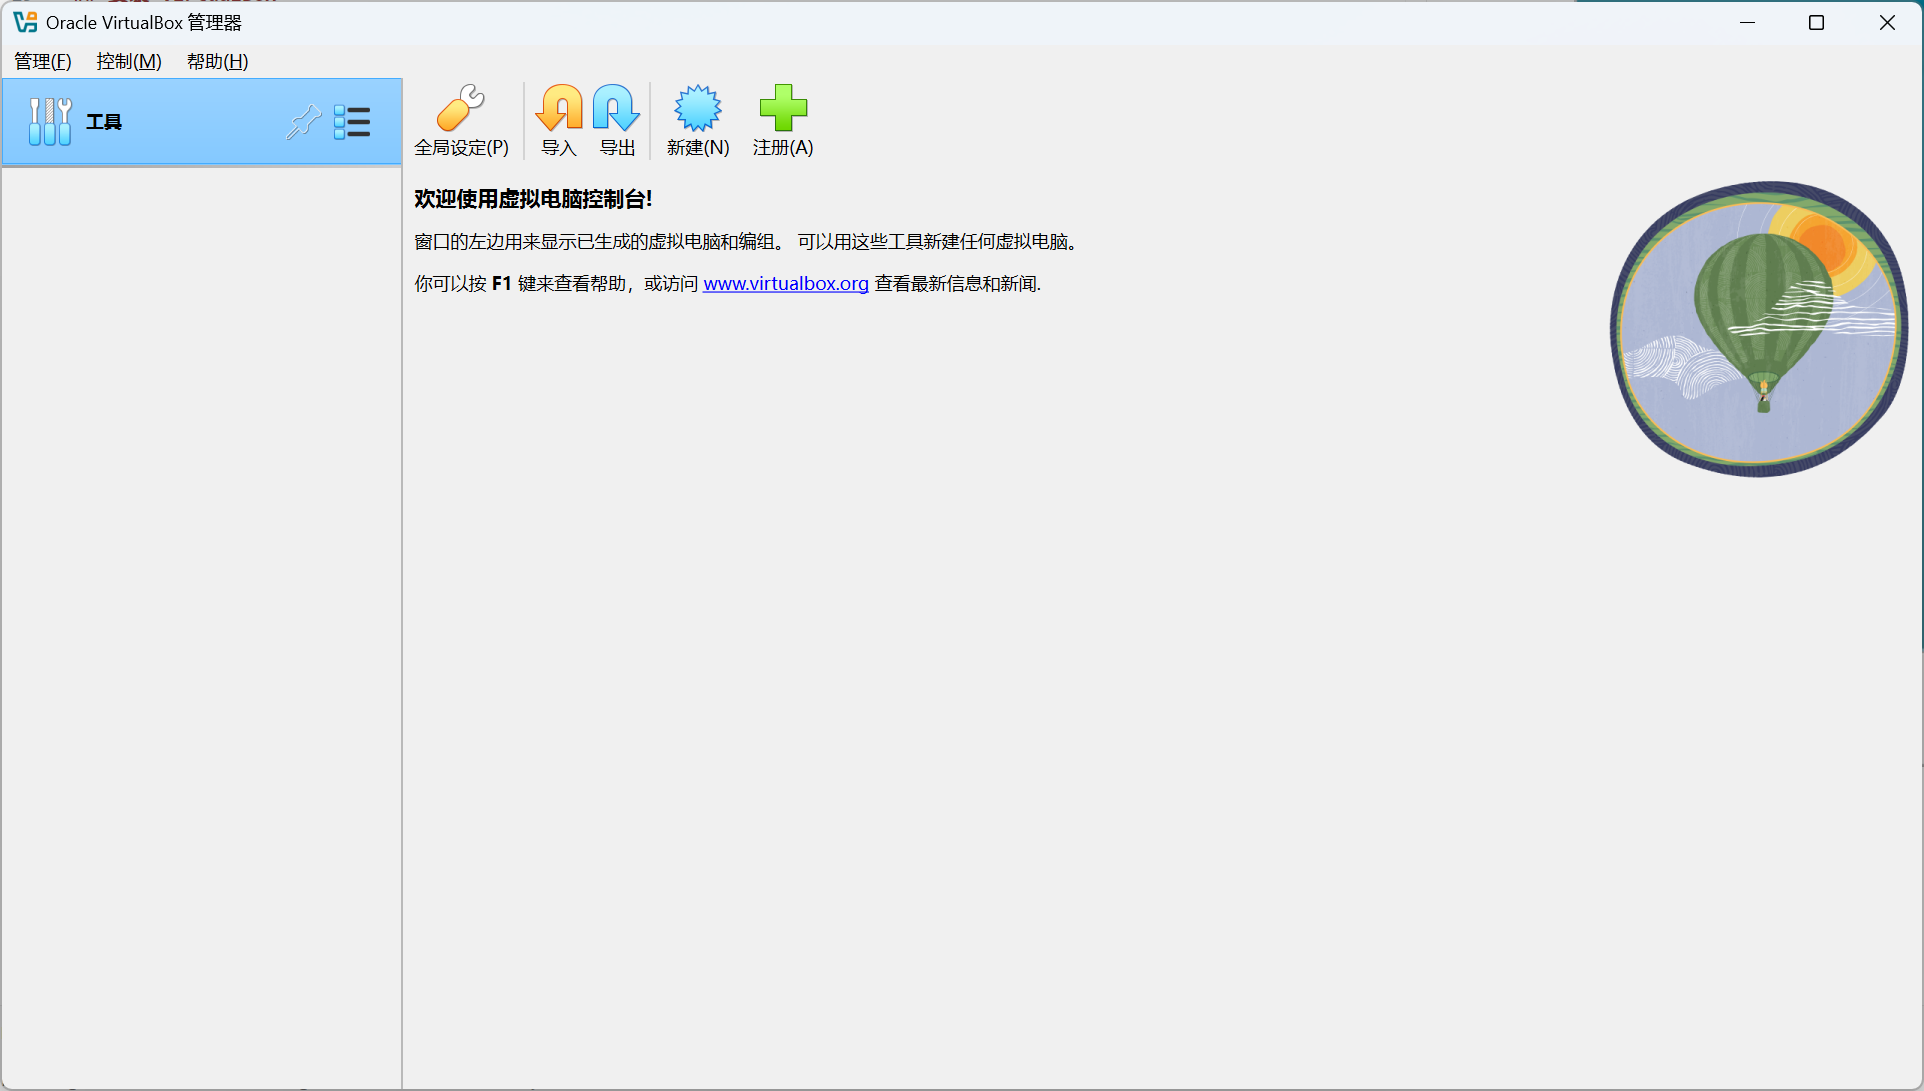 Oracle VirtualBox 管理器
管理(F) 控制(M) 帮助(H)
工具
全局设定(P) 导入 导出 新建(N) 注册(A)
欢迎使用虚拟电脑控制台!
窗口的左边用来显示已生成的虚拟电脑和编组。 可以用这些工具新建任何虚拟电脑。
你可以按 F1 键来查看帮助，或访问 www.virtualbox.org 查看最新信息和新闻.